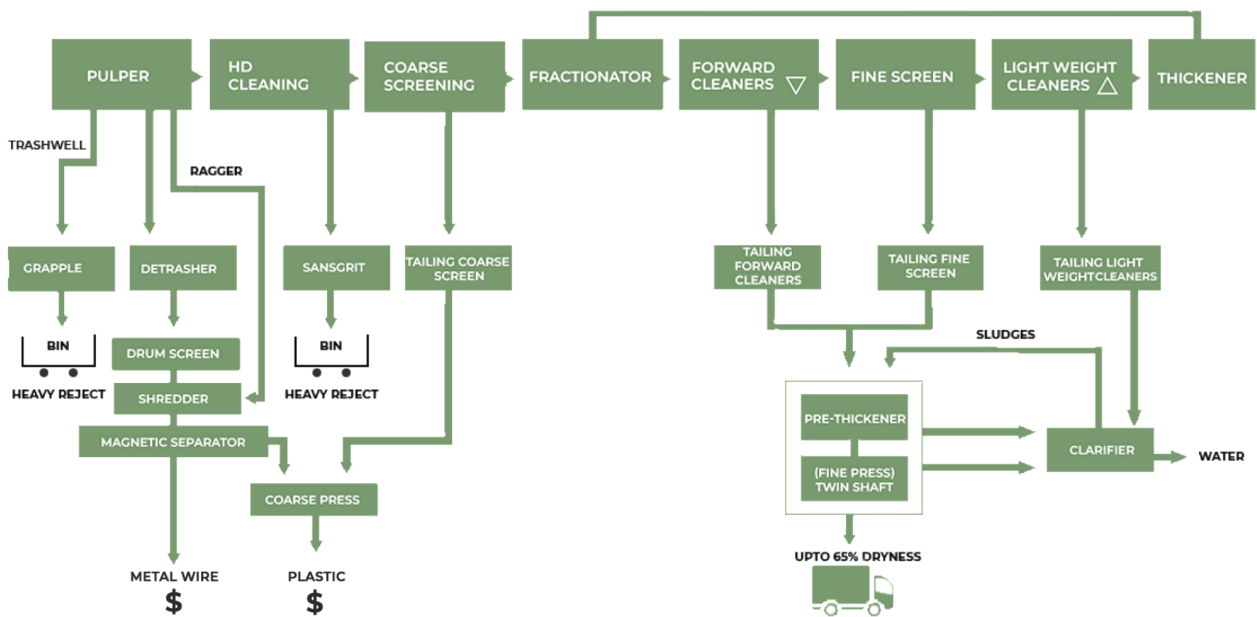 PULPER
HD
CLEANING
COARSE
SCREENING
FRACTIONATOR
FORWARD
CLEANERS
FINE SCREEN
LIGHT WEIGHT
CLEANERS
THICKENER
TRASHWELL
RAGGER
GRAPPLE
DETRASHER
SANSGRIT
TAILING COARSE
SCREEN
TAILING
FORWARD
CLEANERS
TAILING FINE
SCREEN
TAILING LIGHT
WEIGHTCLEANERS
BIN
HEAVY REJECT
DRUM SCREEN
BIN
HEAVY REJECT
SLUDGES
SHREDDER
MAGNETIC SEPARATOR
PRE-THICKENER
CLARIFIER
WATER
(FINE PRESS)
TWIN SHAFT
COARSE PRESS
UPTO 65% DRYNESS
METAL WIRE
$
PLASTIC
$